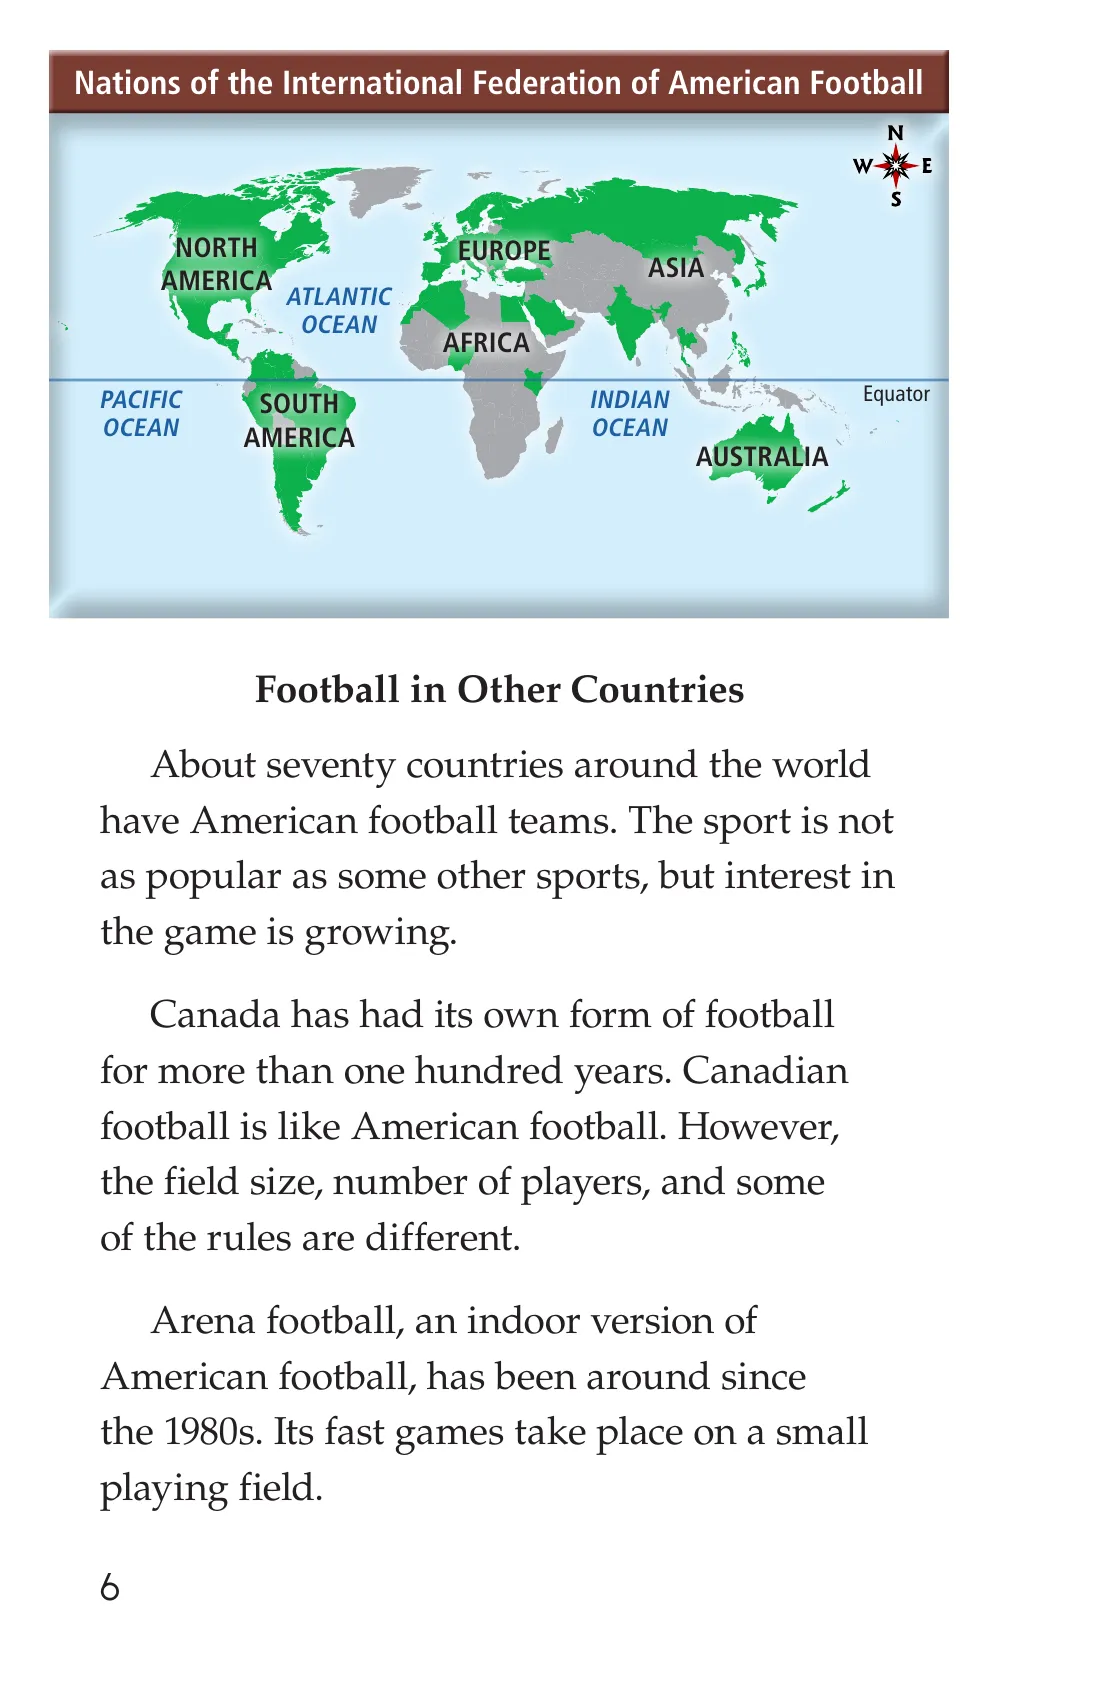 Nations of the International Federation of American Football
N
W E
S
NORTH
AMERICA
EUROPE
ASIA
ATLANTIC
OCEAN
AFRICA
PACIFIC
OCEAN
SOUTH
AMERICA
INDIAN
OCEAN
Equator
AUSTRALIA
Football in Other Countries
About seventy countries around the world
have American football teams. The sport is not
as popular as some other sports, but interest in
the game is growing.
Canada has had its own form of football
for more than one hundred years. Canadian
football is like American football. However,
the field size, number of players, and some
of the rules are different.
Arena football, an indoor version of
American football, has been around since
the 1980s. Its fast games take place on a small
playing field.
6